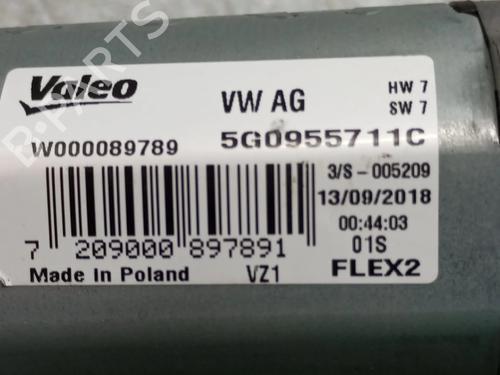 Valeo
VW AG
HW 7
SW 7
W000089789
5G0955711C
3/S - 005209
13/09/2018
00:44:03
01S
7 209000 897891
Made In Poland
VZ1
FLEX2
B-PARTS